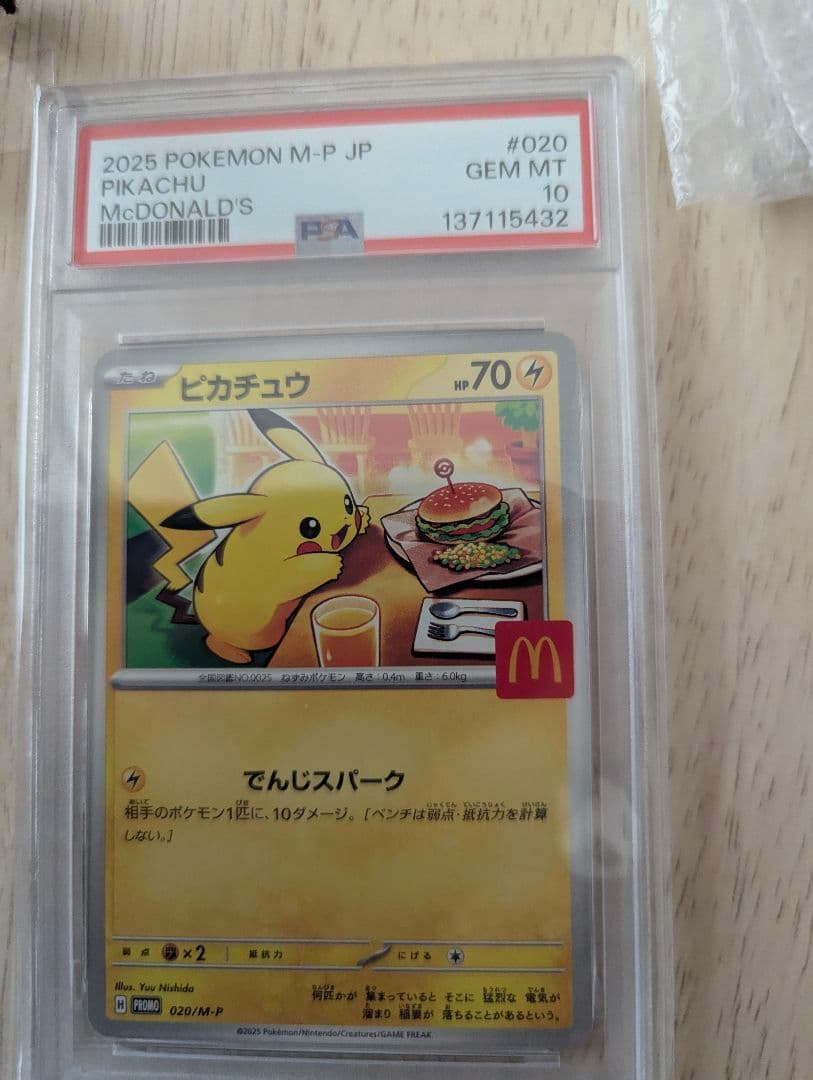 2025 POKEMON M-P JP #020
PIKACHU GEM MT
McDONALD'S 10
PSA 137115432
たね ピカチュウ HP70
全国図鑑NO.0025 ねずみポケモン 高さ:0.4m 重さ:6.0kg
でんじスパーク
相手のポケモン1匹に、10ダメージ。[ベンチは弱点・抵抗力を計算
しない。]
弱点 ×2 抵抗力 にげる
Illus. Yuu Nishida
H PROMO 020/M-P
何匹かが 集まっていると そこに 猛烈な 電気が
溜まり 稲妻が 落ちることがあるという。
©2025 Pokémon/Nintendo/Creatures/GAME FREAK